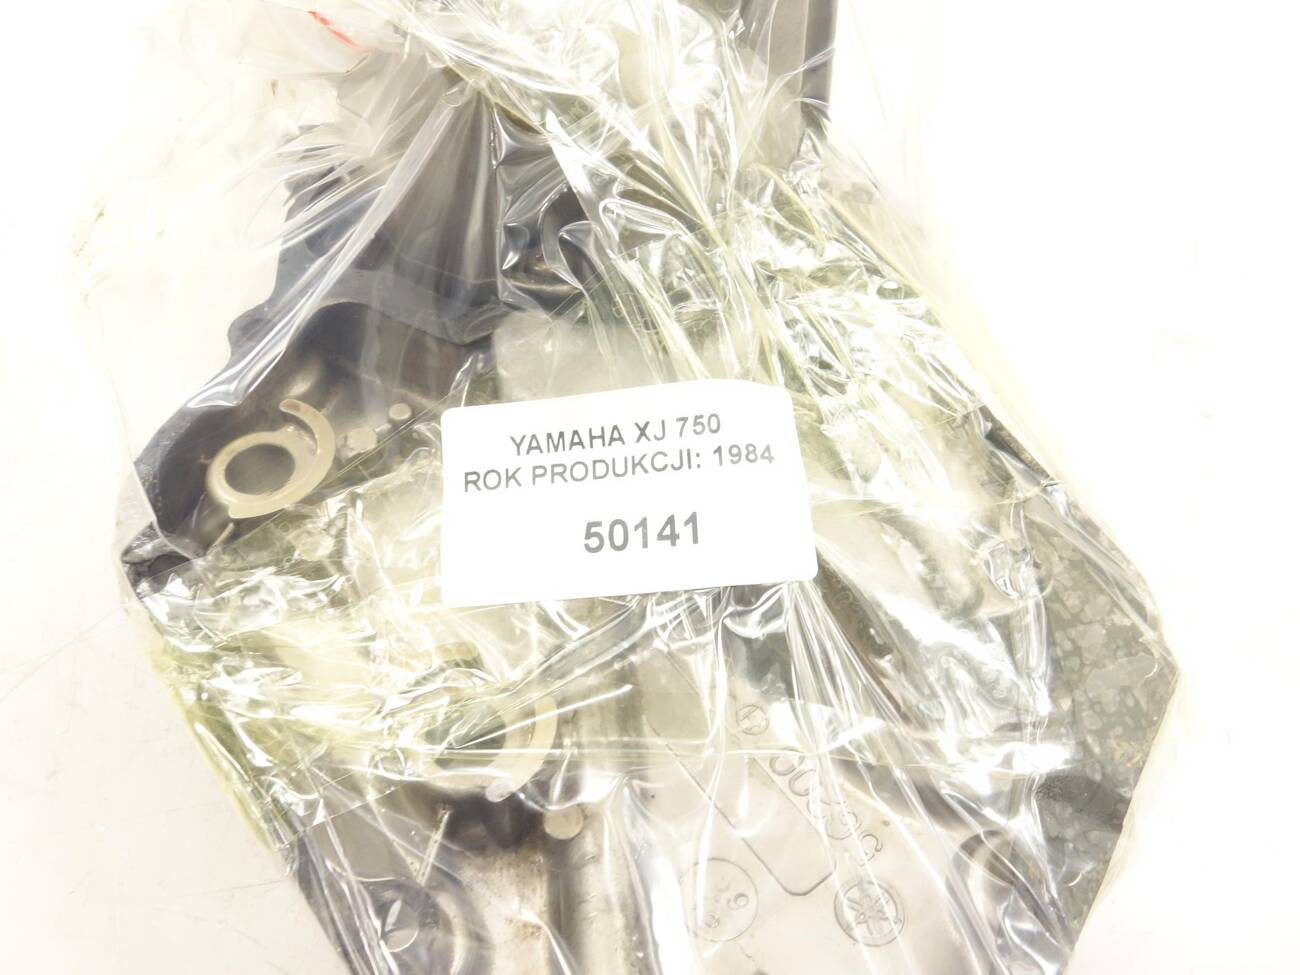 YAMAHA XJ 750
ROK PRODUKCJI: 1984
50141